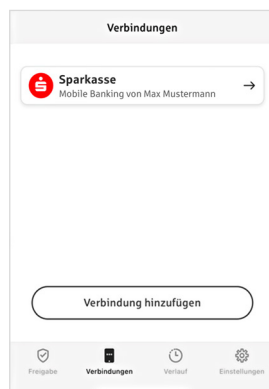 Verbindungen
Sparkasse
Mobile Banking von Max Mustermann
Verbindung hinzufügen
Freigabe Verbindungen Verlauf Einstellungen